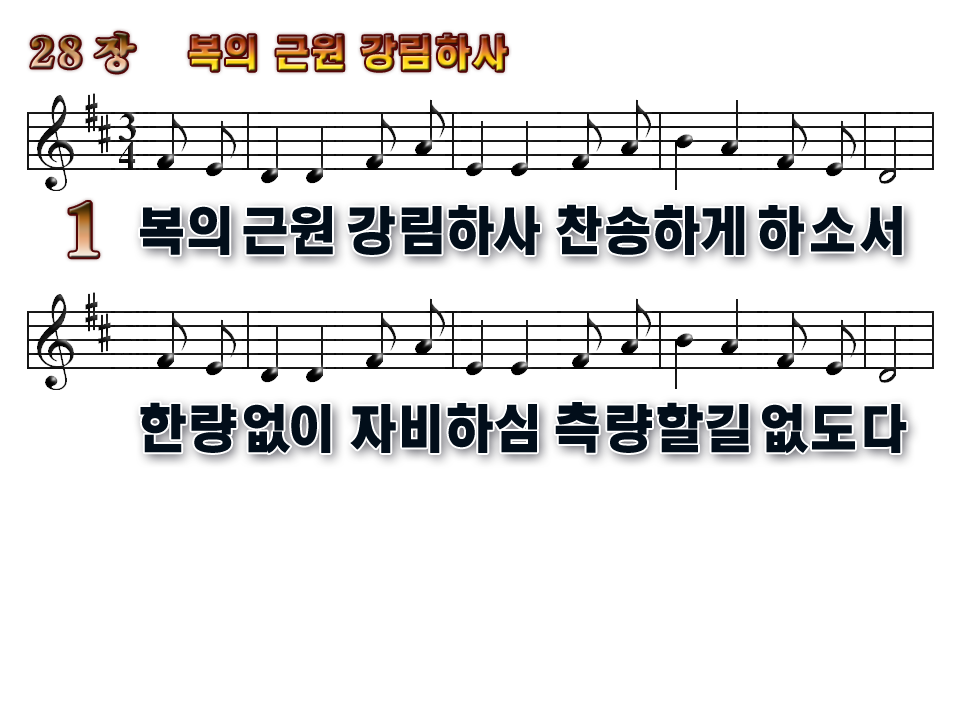 28 장 복의 근원 강림하사
3
4
1 복의 근원 강림하사 찬송하게 하소서
한량없이 자비하심 측량할길 없도다